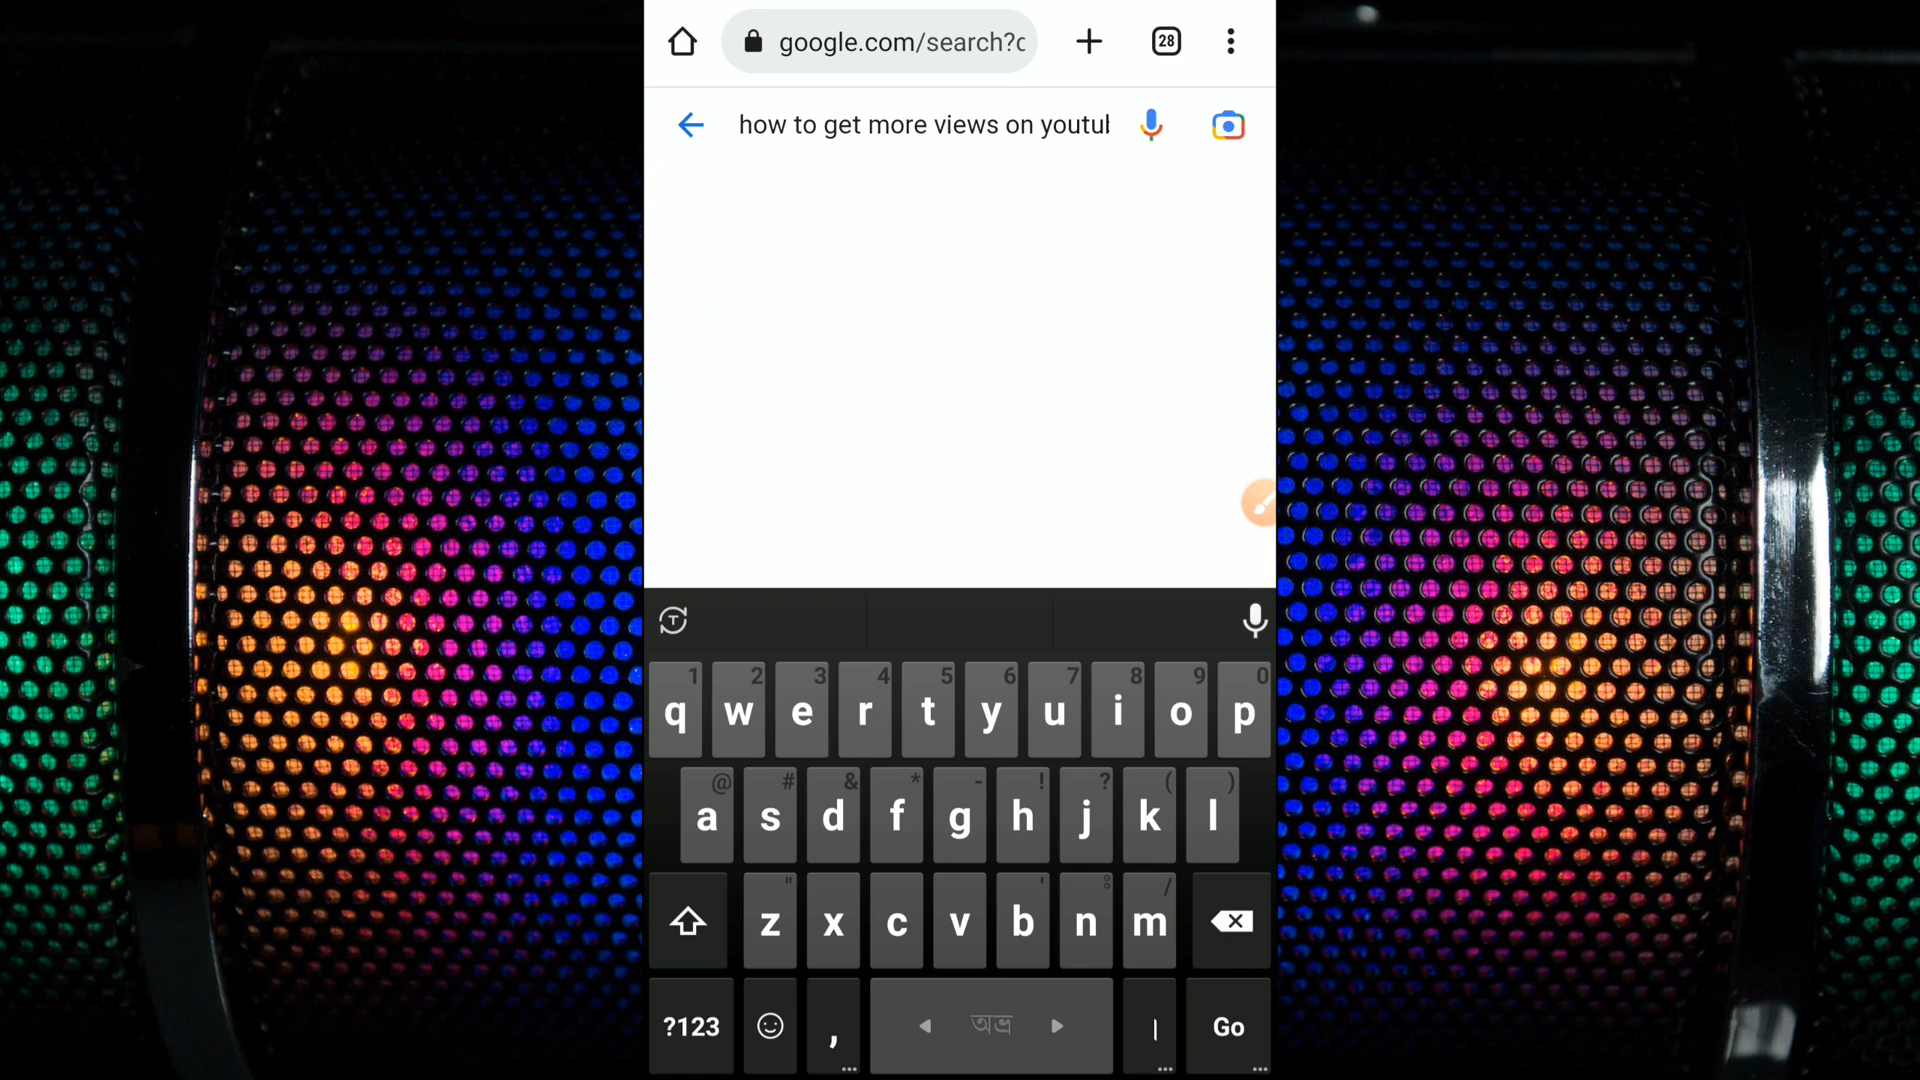 google.com/search?c
28
how to get more views on youtul
1 2 3 4 5 6 7 8 9 0
q w e r t y u i o p
@ # & * - ! ? ( )
a s d f g h j k l
" ' : /
z x c v b n m
?123 , অভ্র | Go